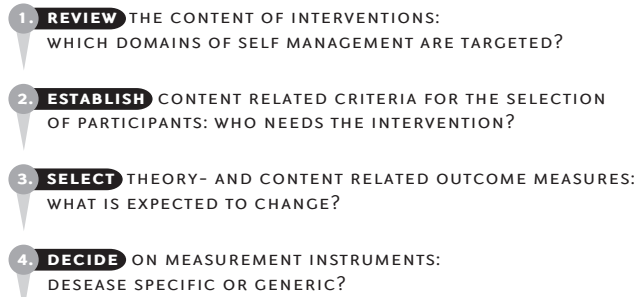 1. REVIEW THE CONTENT OF INTERVENTIONS:
WHICH DOMAINS OF SELF MANAGEMENT ARE TARGETED?
2. ESTABLISH CONTENT RELATED CRITERIA FOR THE SELECTION
OF PARTICIPANTS: WHO NEEDS THE INTERVENTION?
3. SELECT THEORY- AND CONTENT RELATED OUTCOME MEASURES:
WHAT IS EXPECTED TO CHANGE?
4. DECIDE ON MEASUREMENT INSTRUMENTS:
DESEASE SPECIFIC OR GENERIC?